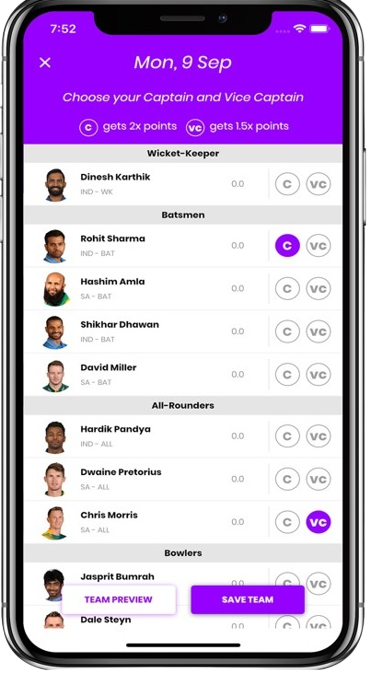 7:52
Mon, 9 Sep
Choose your Captain and Vice Captain
C gets 2x points VC gets 1.5x points
Wicket-Keeper
Dinesh Karthik 0.0 C VC
IND - WK
Batsmen
Rohit Sharma 0.0 C VC
IND - BAT
Hashim Amla 0.0 C VC
SA - BAT
Shikhar Dhawan 0.0 C VC
IND - BAT
David Miller 0.0 C VC
SA - BAT
All-Rounders
Hardik Pandya 0.0 C VC
IND - ALL
Dwaine Pretorius 0.0 C VC
SA - ALL
Chris Morris 0.0 C VC
SA - ALL
Bowlers
Jasprit Bumrah 0.0 C VC
TEAM PREVIEW SAVE TEAM
Dale Steyn C VC